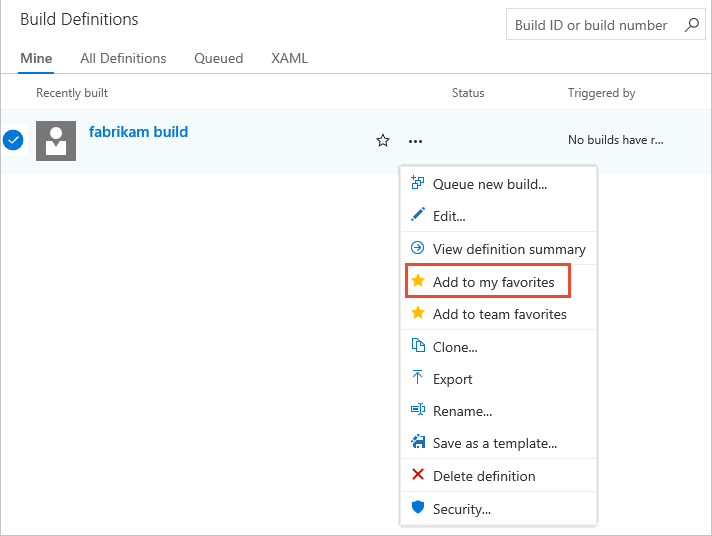 Build Definitions
Build ID or build number
Mine All Definitions Queued XAML
Recently built Status Triggered by
fabrikam build
No builds have r...
Queue new build...
Edit...
View definition summary
Add to my favorites
Add to team favorites
Clone...
Export
Rename...
Save as a template...
Delete definition
Security...